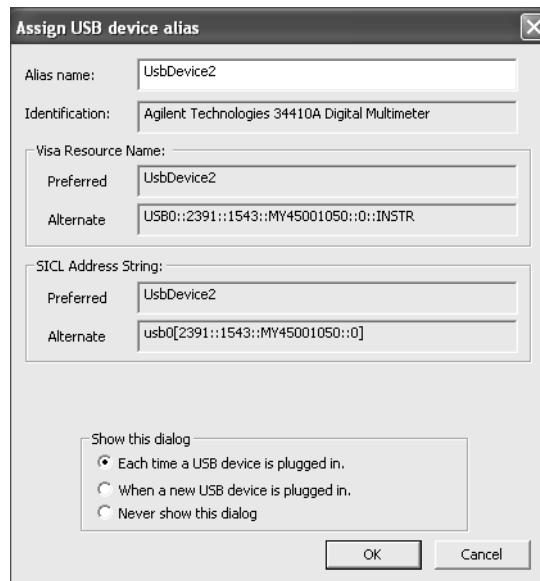 Assign USB device alias
Alias name: UsbDevice2
Identification: Agilent Technologies 34410A Digital Multimeter
Visa Resource Name:
Preferred UsbDevice2
Alternate USB0::2391::1543::MY45001050::0::INSTR
SICL Address String:
Preferred UsbDevice2
Alternate usb0[2391::1543::MY45001050::0]
Show this dialog
Each time a USB device is plugged in.
When a new USB device is plugged in.
Never show this dialog
OK Cancel